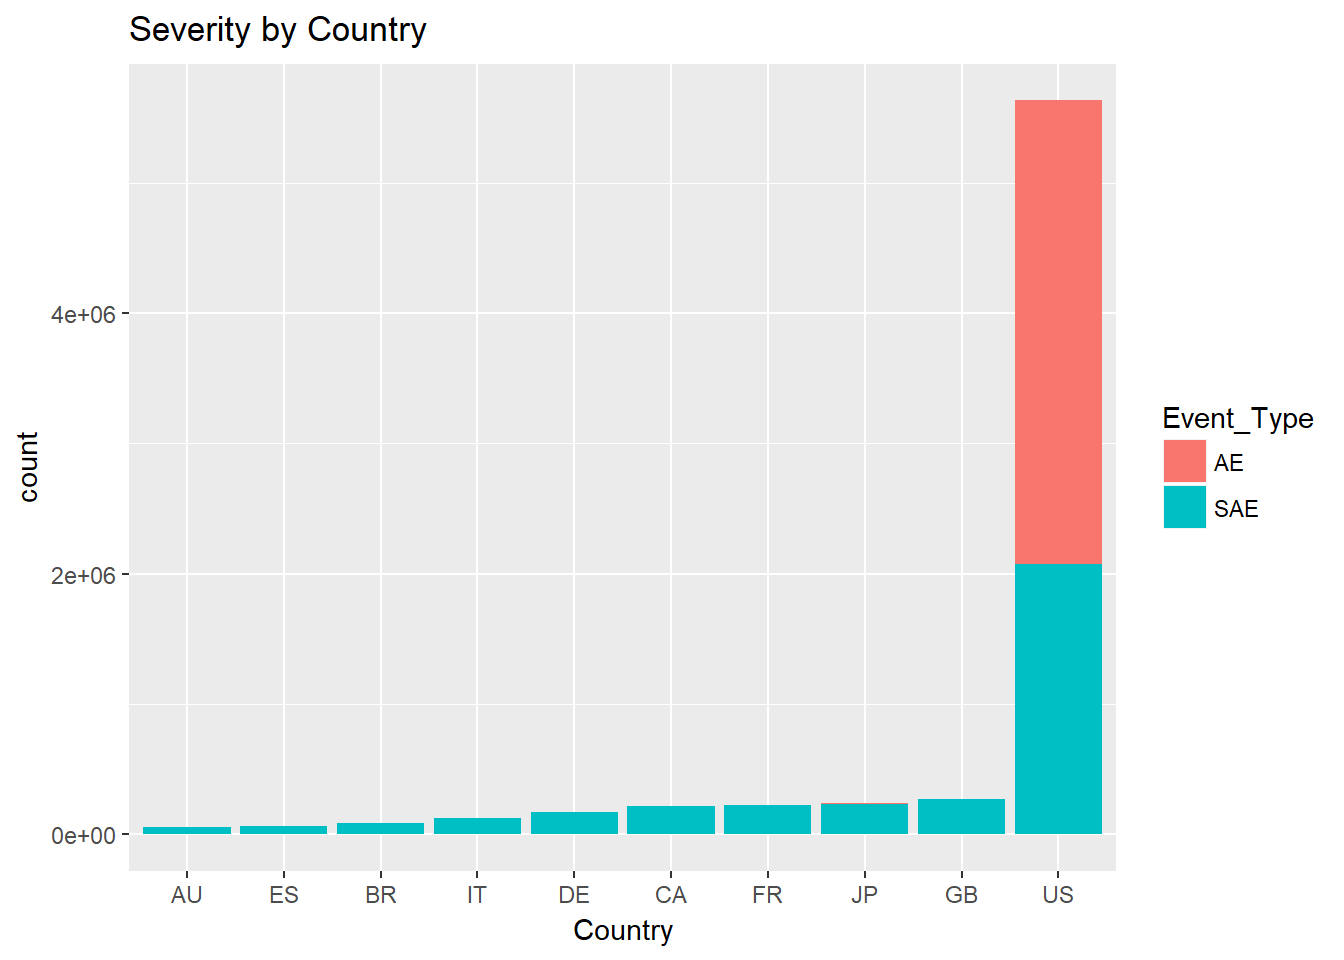 Severity by Country
count
4e+06
2e+06
0e+00
AU ES BR IT DE CA FR JP GB US
Country
Event_Type
AE
SAE